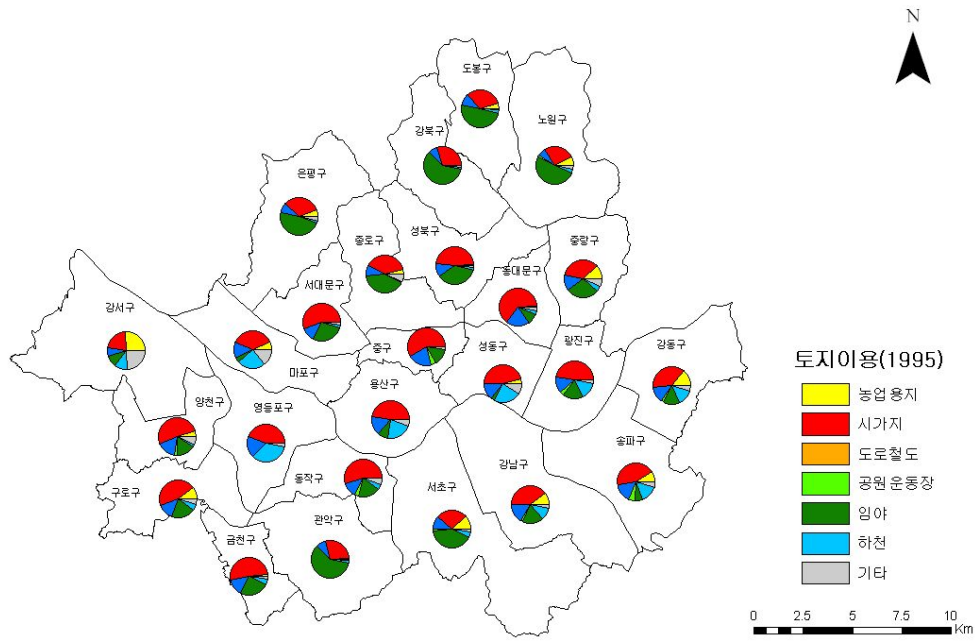 N
도봉구
노원구
강북구
은평구
종로구
성북구
중랑구
동대문구
서대문구
강서구
중구
성동구
광진구
강동구
마포구
용산구
양천구
영등포구
강남구
송파구
동작구
서초구
구로구
관악구
금천구
토지이용(1995)
농업용지
시가지
도로철도
공원운동장
임야
하천
기타
0 2.5 5 7.5 10
Km